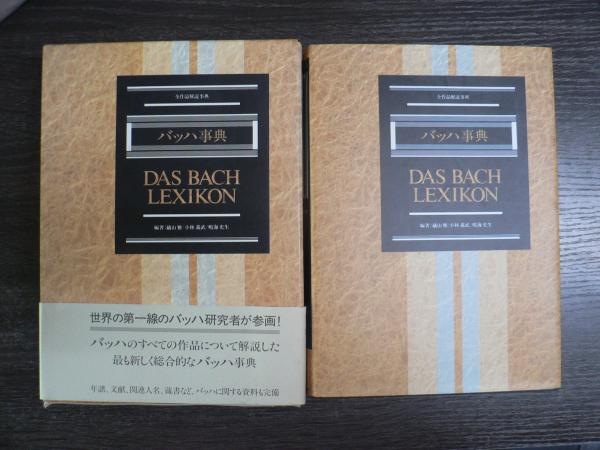 全作品解説事典
バッハ事典
DAS BACH
LEXIKON
編著:礒山雅 小林義武 鳴海史生
世界の第一線のバッハ研究者が参画!
バッハのすべての作品について解説した
最も新しく総合的なバッハ事典
年譜、文献、関連人名、蔵書など、バッハに関する資料も完備
全作品解説事典
バッハ事典
DAS BACH
LEXIKON
編著:礒山雅 小林義武 鳴海史生